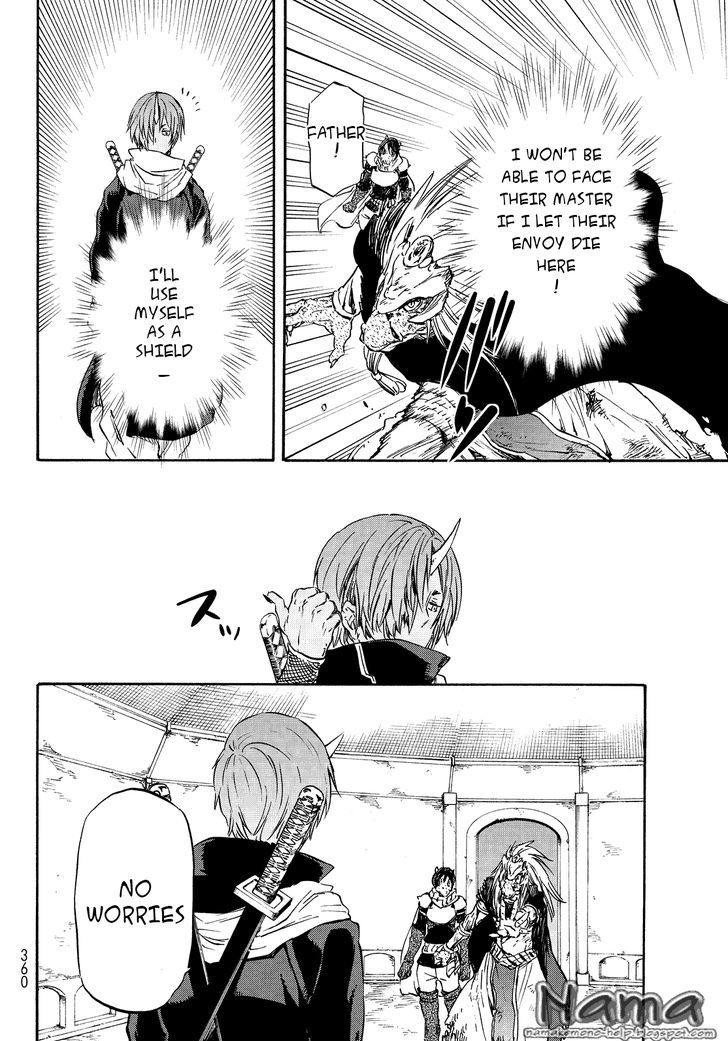 I WON'T BE
ABLE TO FACE
THEIR MASTER
IF I LET THEIR
ENVOY DIE
HERE
!
FATHER
!
I'LL
USE
MYSELF
AS A
SHIELD
—
スッ
NO
WORRIES
360
Nama
namakemono-help.blogspot.com